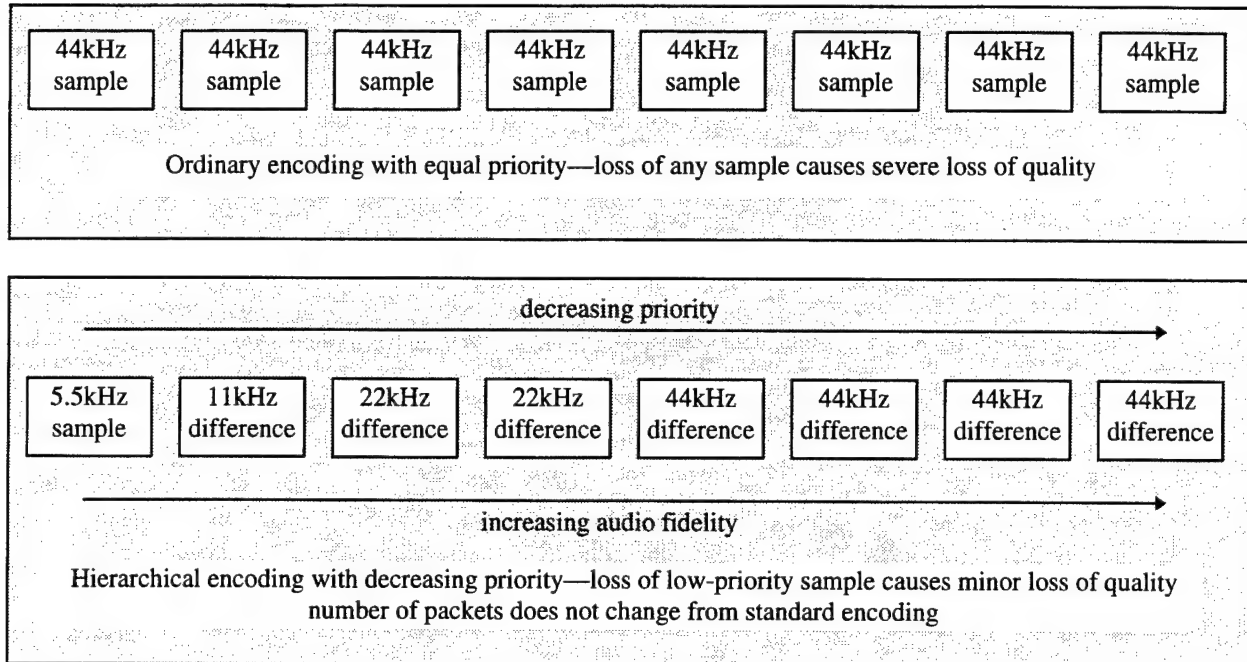 44kHz 44kHz 44kHz 44kHz 44kHz 44kHz 44kHz 44kHz
sample sample sample sample sample sample sample sample
Ordinary encoding with equal priority—loss of any sample causes severe loss of quality
decreasing priority
5.5kHz 11kHz 22kHz 22kHz 44kHz 44kHz 44kHz 44kHz
sample difference difference difference difference difference difference difference
increasing audio fidelity
Hierarchical encoding with decreasing priority—loss of low-priority sample causes minor loss of quality
number of packets does not change from standard encoding